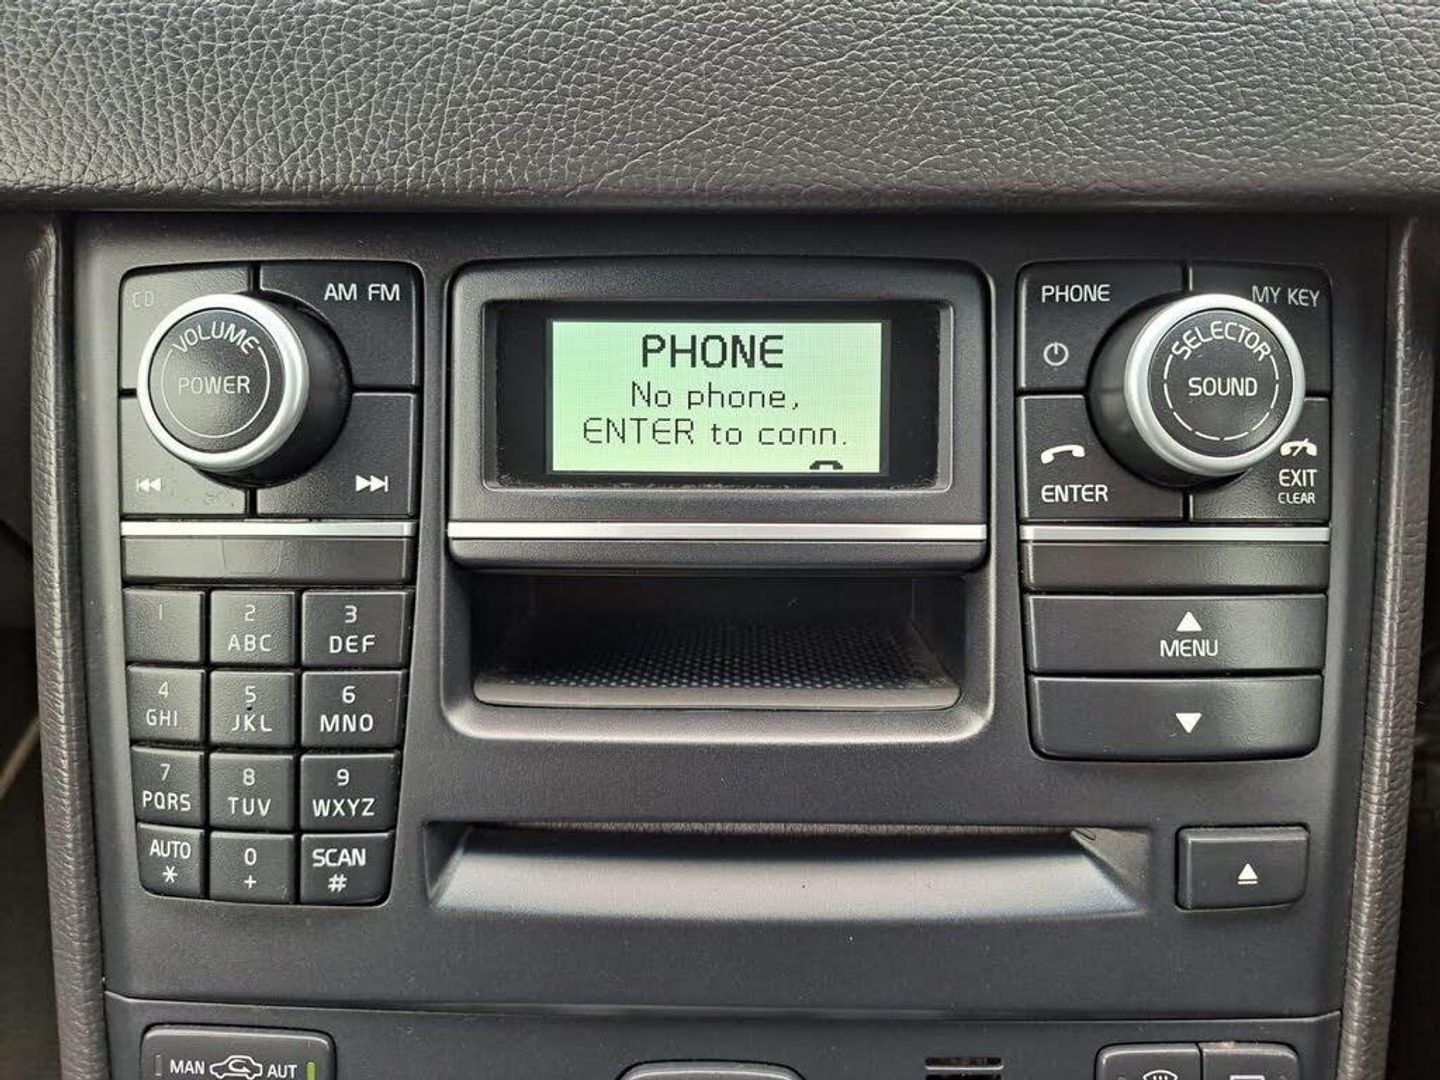 CD
AM FM
VOLUME
POWER
PHONE
No phone,
ENTER to conn.
PHONE
MY KEY
SELECTOR
SOUND
ENTER
EXIT
CLEAR
1
2
ABC
3
DEF
4
GHI
5
JKL
6
MNO
7
PQRS
8
TUV
9
WXYZ
AUTO
*
0
+
SCAN
#
MENU
MAN AUT